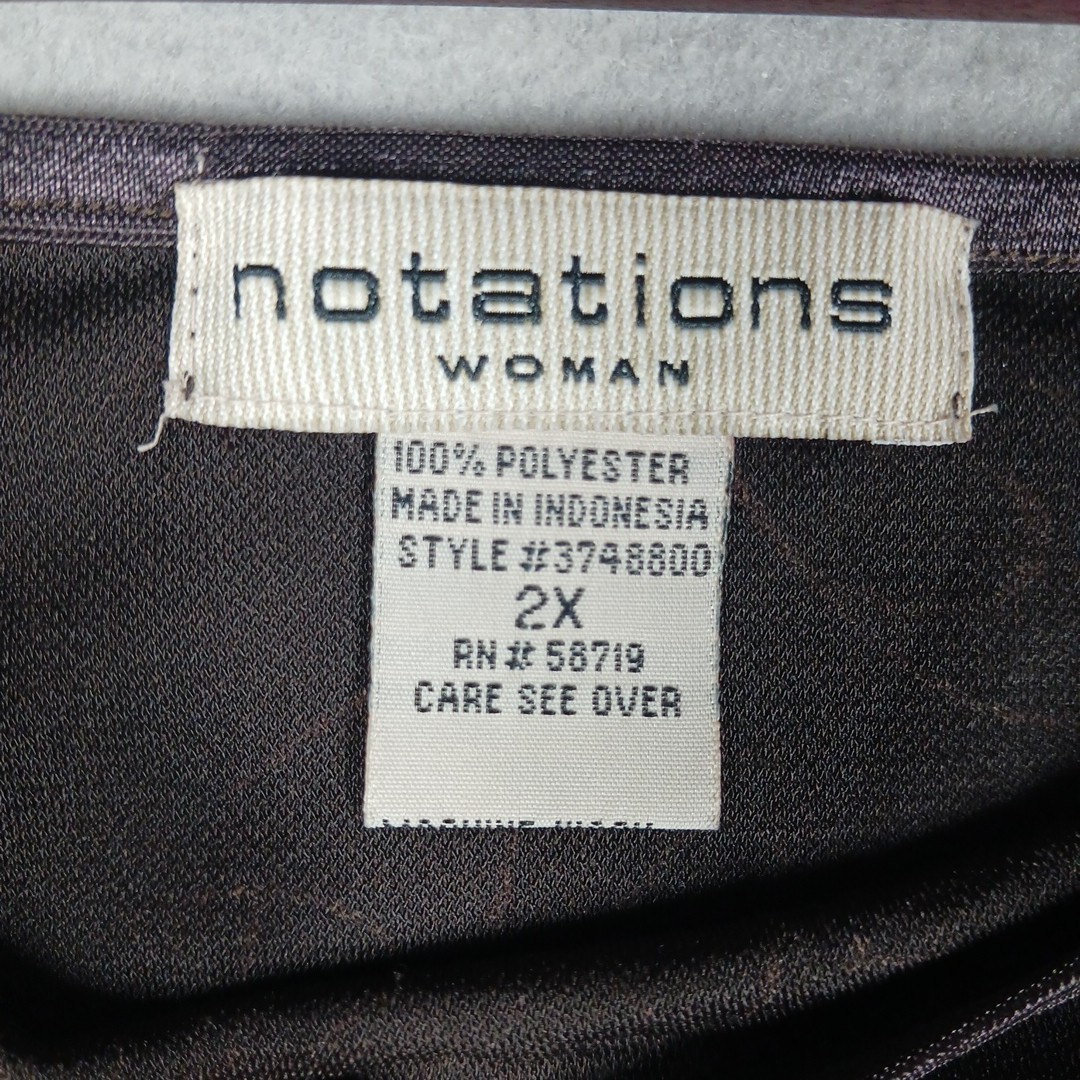 notations
WOMAN
100% POLYESTER
MADE IN INDONESIA
STYLE #3748800
2X
RN # 58719
CARE SEE OVER